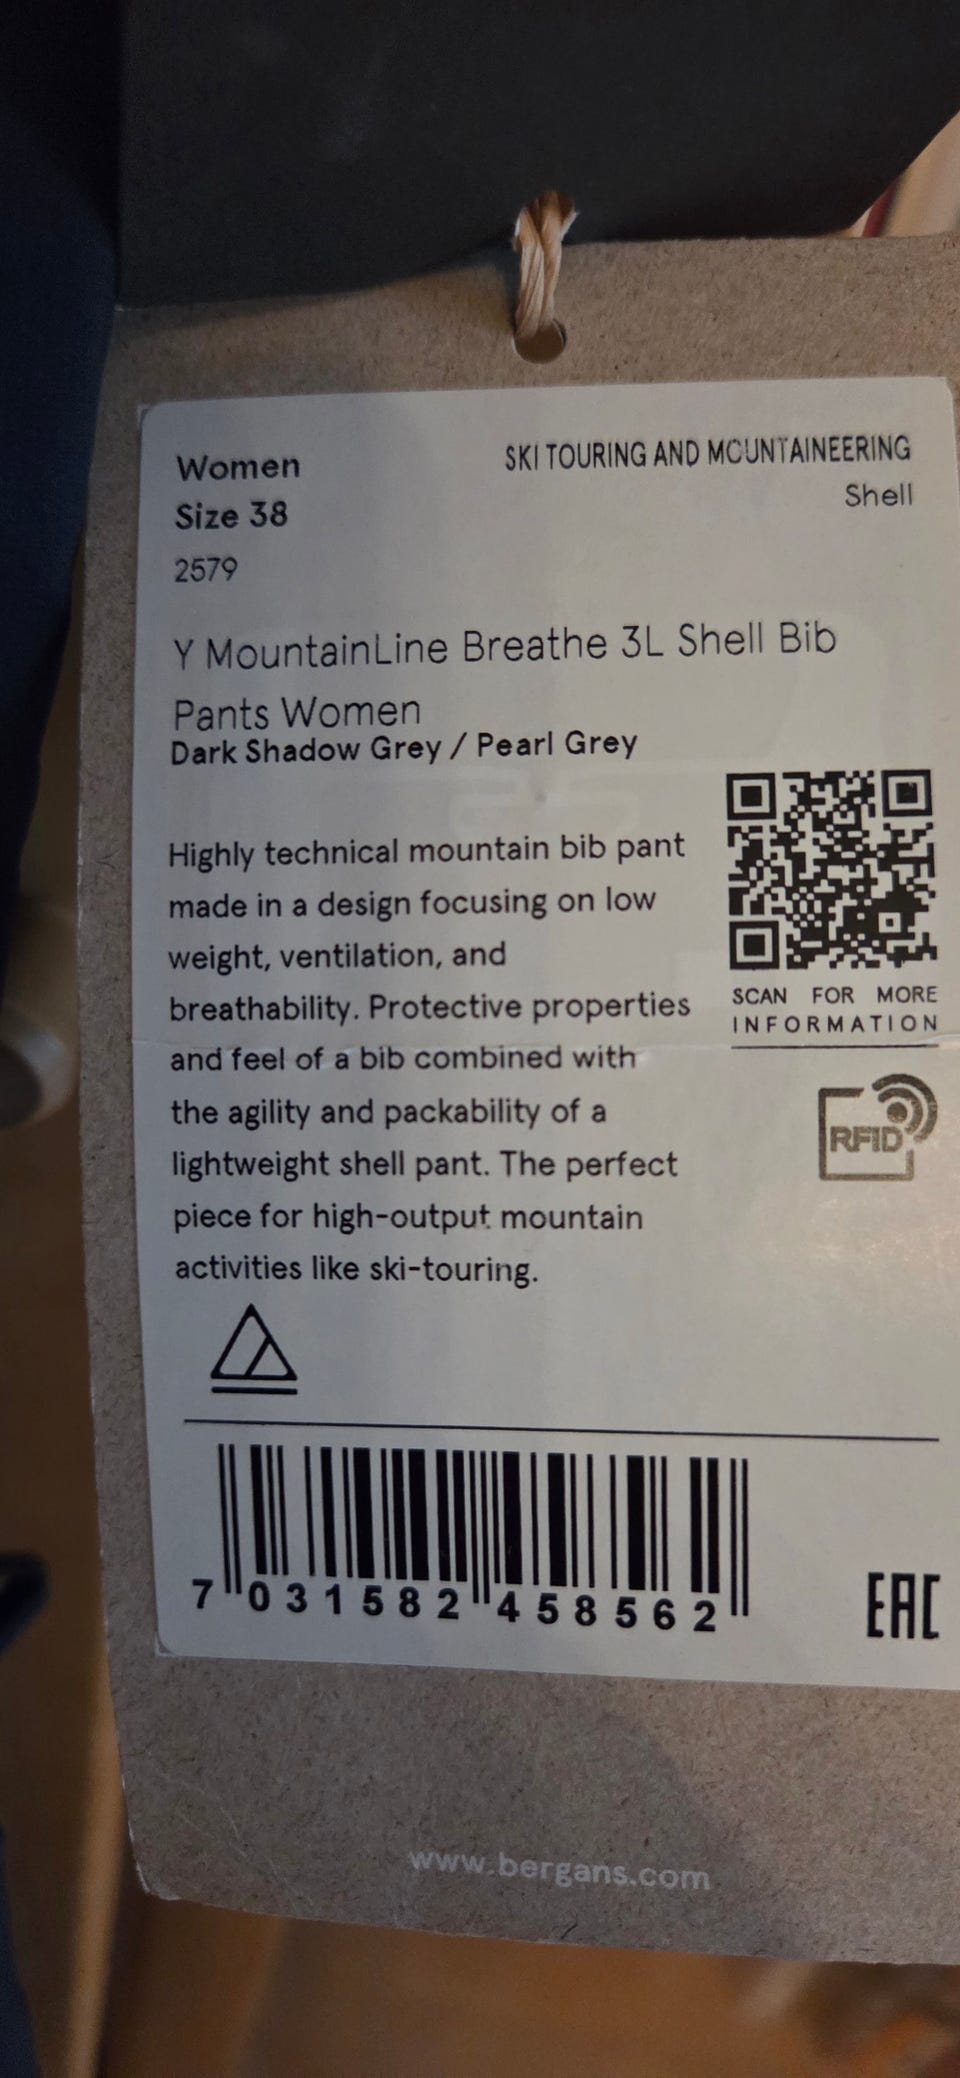 Women
SKI TOURING AND MOUNTAINEERING
Size 38
Shell
2579
Y MountainLine Breathe 3L Shell Bib
Pants Women
Dark Shadow Grey / Pearl Grey
Highly technical mountain bib pant
made in a design focusing on low
weight, ventilation, and
breathability. Protective properties
and feel of a bib combined with
the agility and packability of a
lightweight shell pant. The perfect
piece for high-output mountain
activities like ski-touring.
SCAN FOR MORE
INFORMATION
RFID
7 031582 458562
EAC
www.bergans.com